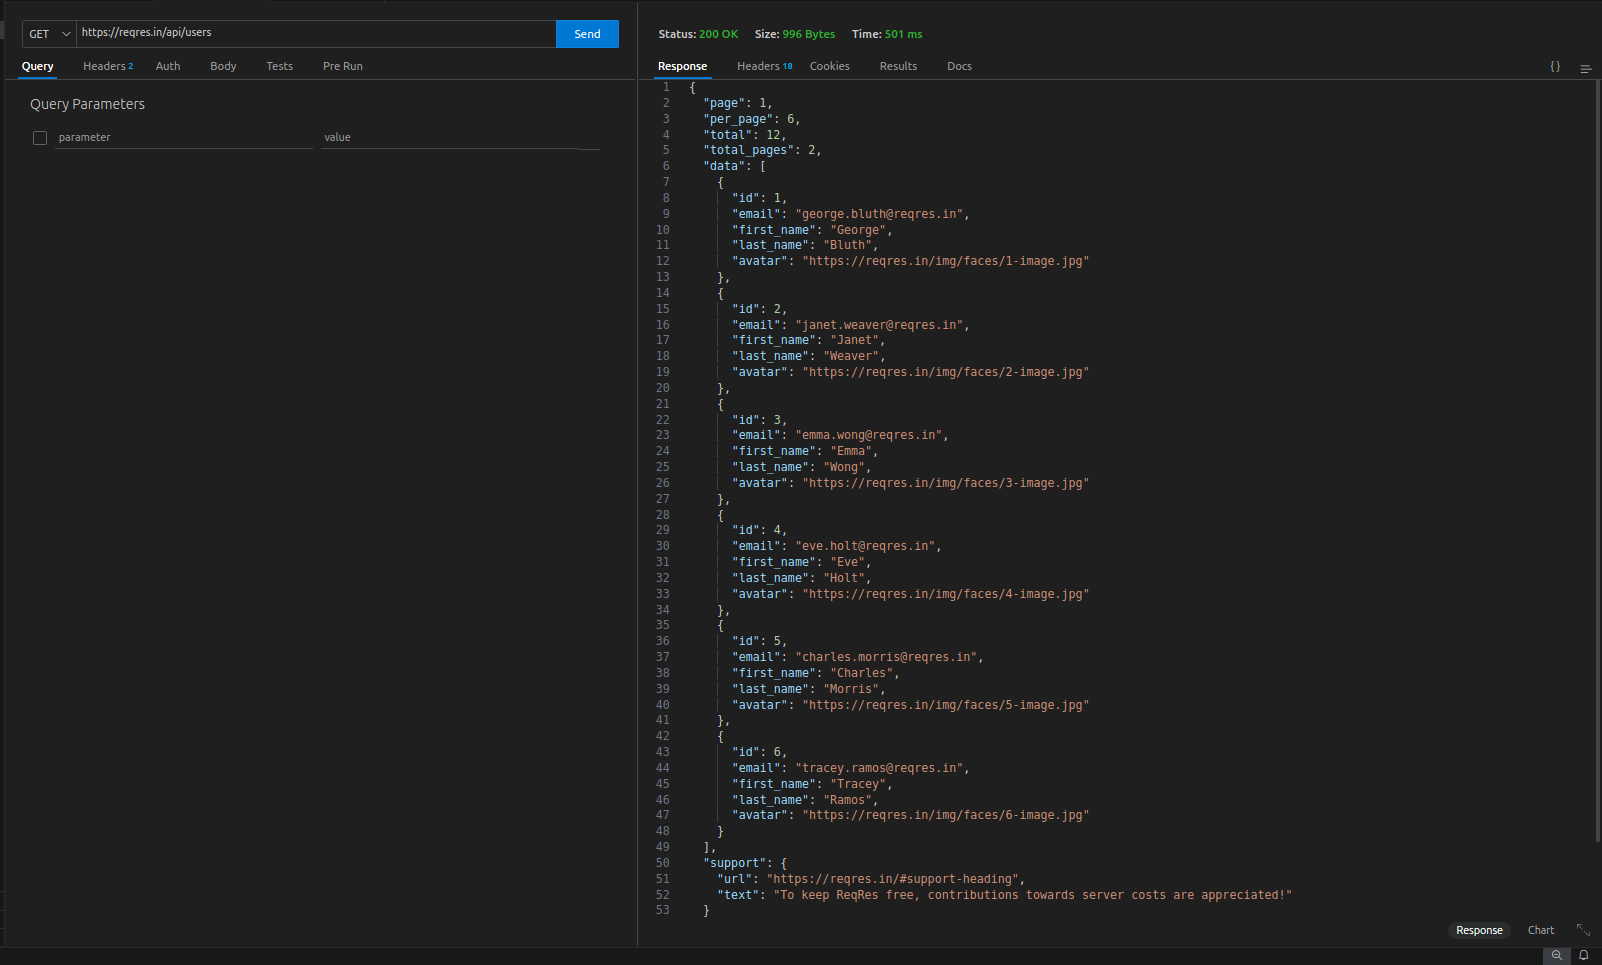 GET https://reqres.in/api/users Send
Query Headers 2 Auth Body Tests Pre Run
Query Parameters
parameter value
Status: 200 OK Size: 996 Bytes Time: 501 ms
Response Headers 18 Cookies Results Docs {}
1 {
2 "page": 1,
3 "per_page": 6,
4 "total": 12,
5 "total_pages": 2,
6 "data": [
7 {
8 "id": 1,
9 "email": "george.bluth@reqres.in",
10 "first_name": "George",
11 "last_name": "Bluth",
12 "avatar": "https://reqres.in/img/faces/1-image.jpg"
13 },
14 {
15 "id": 2,
16 "email": "janet.weaver@reqres.in",
17 "first_name": "Janet",
18 "last_name": "Weaver",
19 "avatar": "https://reqres.in/img/faces/2-image.jpg"
20 },
21 {
22 "id": 3,
23 "email": "emma.wong@reqres.in",
24 "first_name": "Emma",
25 "last_name": "Wong",
26 "avatar": "https://reqres.in/img/faces/3-image.jpg"
27 },
28 {
29 "id": 4,
30 "email": "eve.holt@reqres.in",
31 "first_name": "Eve",
32 "last_name": "Holt",
33 "avatar": "https://reqres.in/img/faces/4-image.jpg"
34 },
35 {
36 "id": 5,
37 "email": "charles.morris@reqres.in",
38 "first_name": "Charles",
39 "last_name": "Morris",
40 "avatar": "https://reqres.in/img/faces/5-image.jpg"
41 },
42 {
43 "id": 6,
44 "email": "tracey.ramos@reqres.in",
45 "first_name": "Tracey",
46 "last_name": "Ramos",
47 "avatar": "https://reqres.in/img/faces/6-image.jpg"
48 }
49 ],
50 "support": {
51 "url": "https://reqres.in/#support-heading",
52 "text": "To keep ReqRes free, contributions towards server costs are appreciated!"
53 }
Response Chart